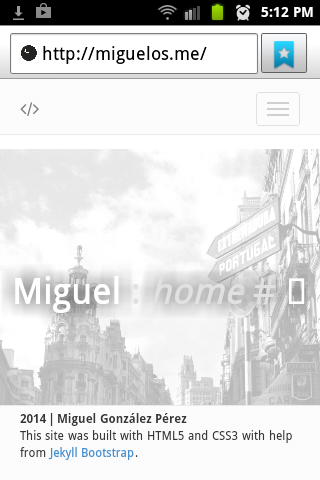 5:12 PM
http://miguelos.me/
</>
EXTREMADURA
PORTUGAL
Miguel : home #
2014 | Miguel González Pérez
This site was built with HTML5 and CSS3 with help
from Jekyll Bootstrap.